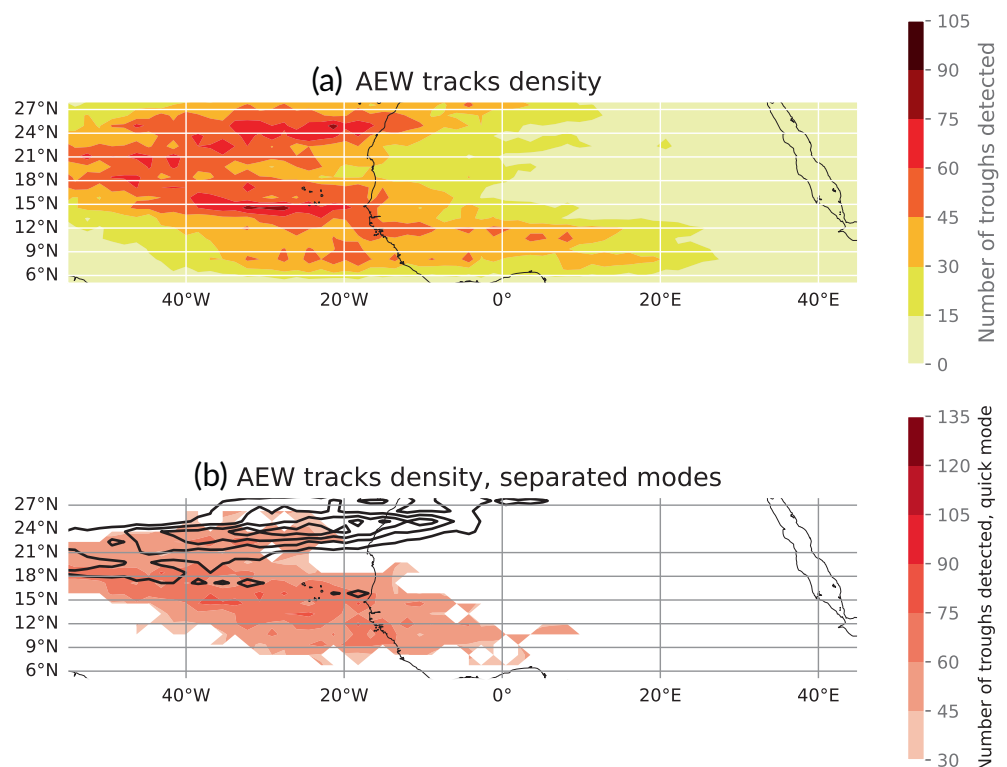 (a) AEW tracks density
27°N
24°N
21°N
18°N
15°N
12°N
9°N
6°N
40°W 20°W 0° 20°E 40°E
105
90
75
60
45
30
15
0
Number of troughs detected
(b) AEW tracks density, separated modes
27°N
24°N
21°N
18°N
15°N
12°N
9°N
6°N
40°W 20°W 0° 20°E 40°E
135
120
105
90
75
60
45
30
Number of troughs detected, quick mode